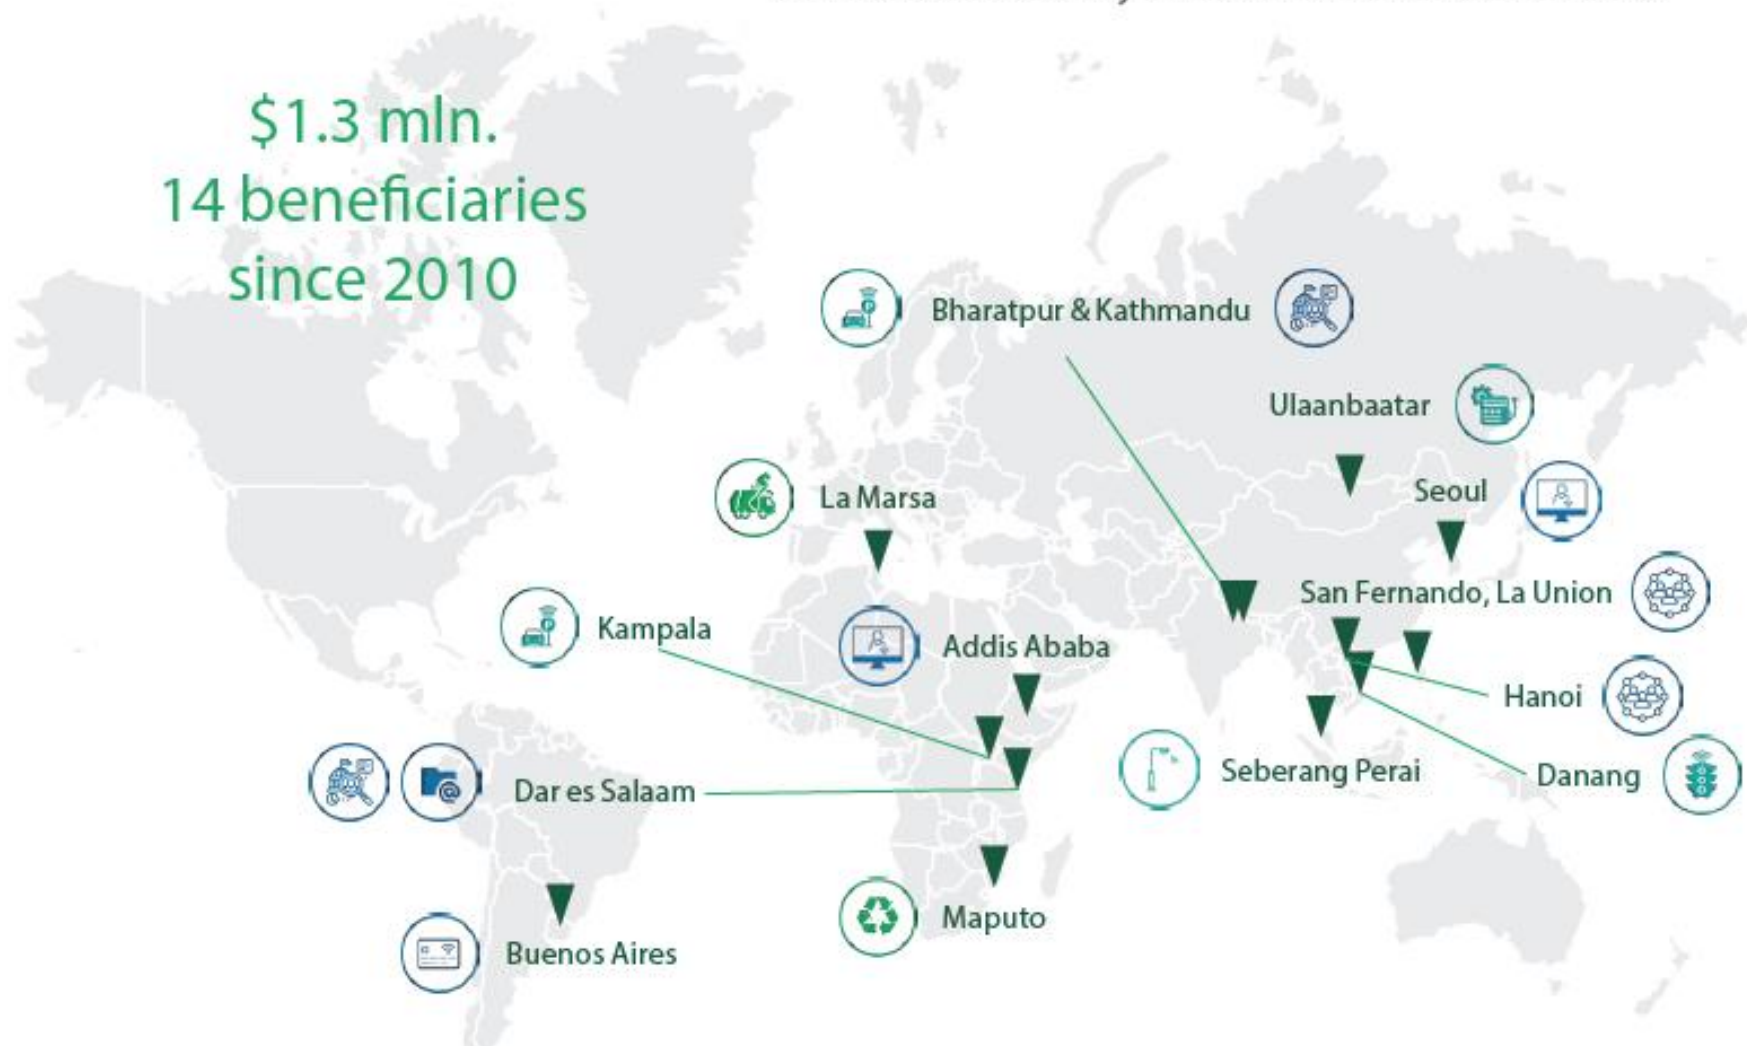 $1.3 mln.
14 beneficiaries
since 2010
Bharatpur & Kathmandu
Ulaanbaatar
La Marsa
Seoul
San Fernando, La Union
Kampala
Addis Ababa
Hanoi
Dar es Salaam
Seberang Perai
Danang
Maputo
Buenos Aires